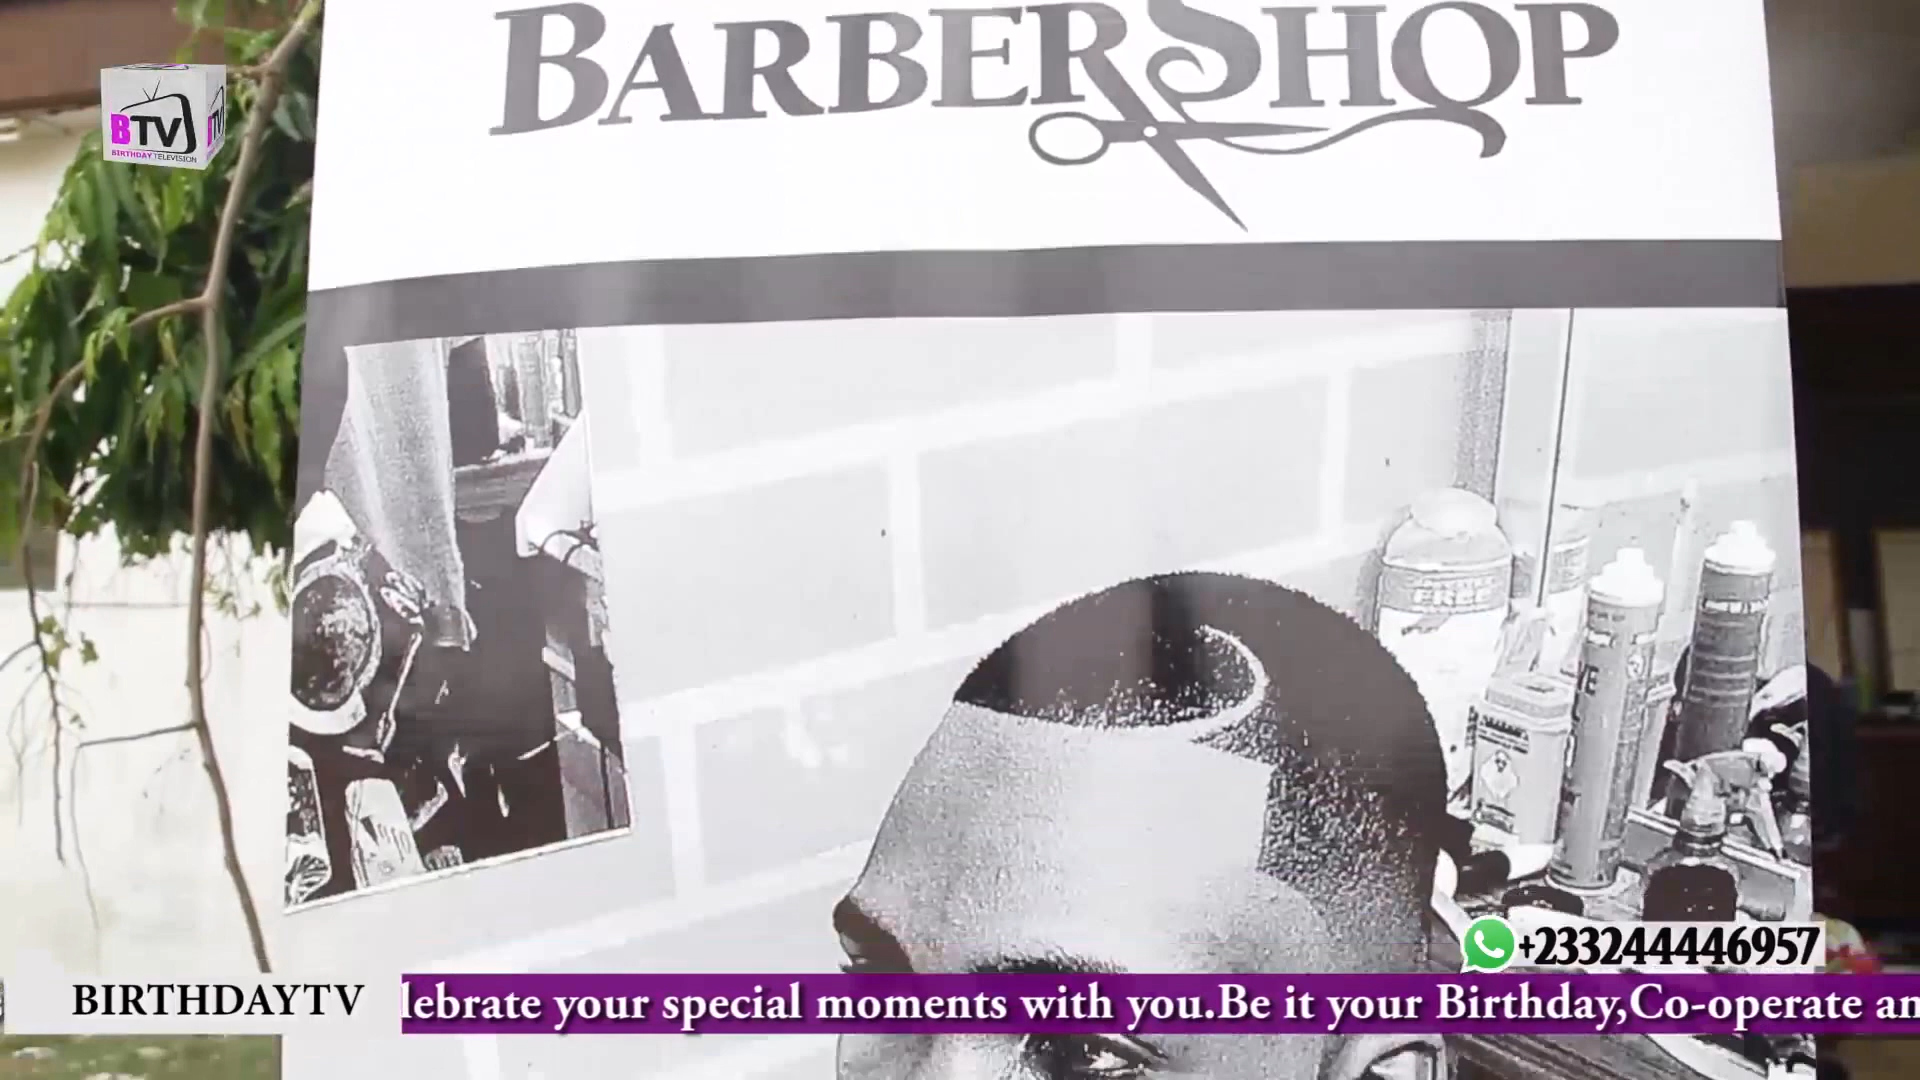 BARBERSHOP
BTV
BIRTHDAY TELEVISION
FREE
+233244446957
BIRTHDAYTV
lebrate your special moments with you.Be it your Birthday,Co-operate an